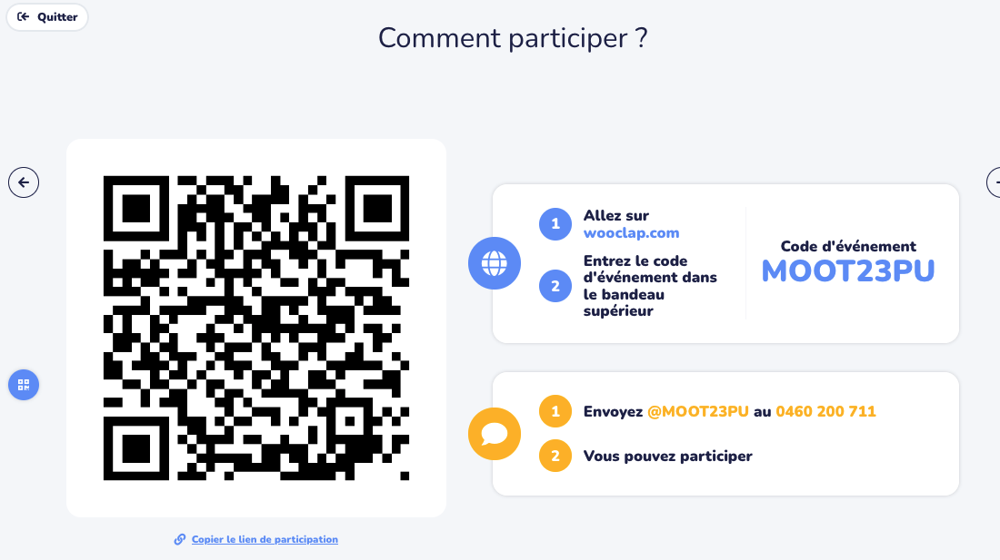 Quitter
Comment participer ?
1
Allez sur
wooclap.com
2
Entrez le code
d'événement dans
le bandeau
supérieur
Code d'événement
MOOT23PU
1
Envoyez @MOOT23PU au 0460 200 711
2
Vous pouvez participer
Copier le lien de participation